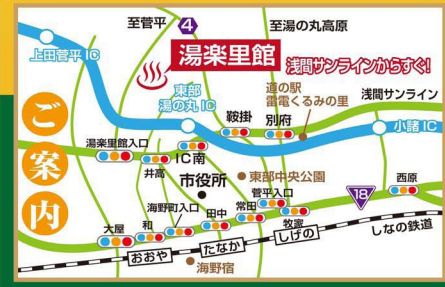 至菅平
4
至湯の丸高原
上田菅平IC
湯楽里館
浅間サンラインからすぐ!
東部
湯の丸IC
道の駅
雷電くるみの里
浅間サンライン
ご案内
鞍掛
別府
小諸IC
湯楽里館入口
井高
IC南
東部中央公園
市役所
菅平入口
18
西原
海野町入口
常田
大屋
和
田中
牧家
しなの鉄道
おおや
たなか
しげの
海野宿